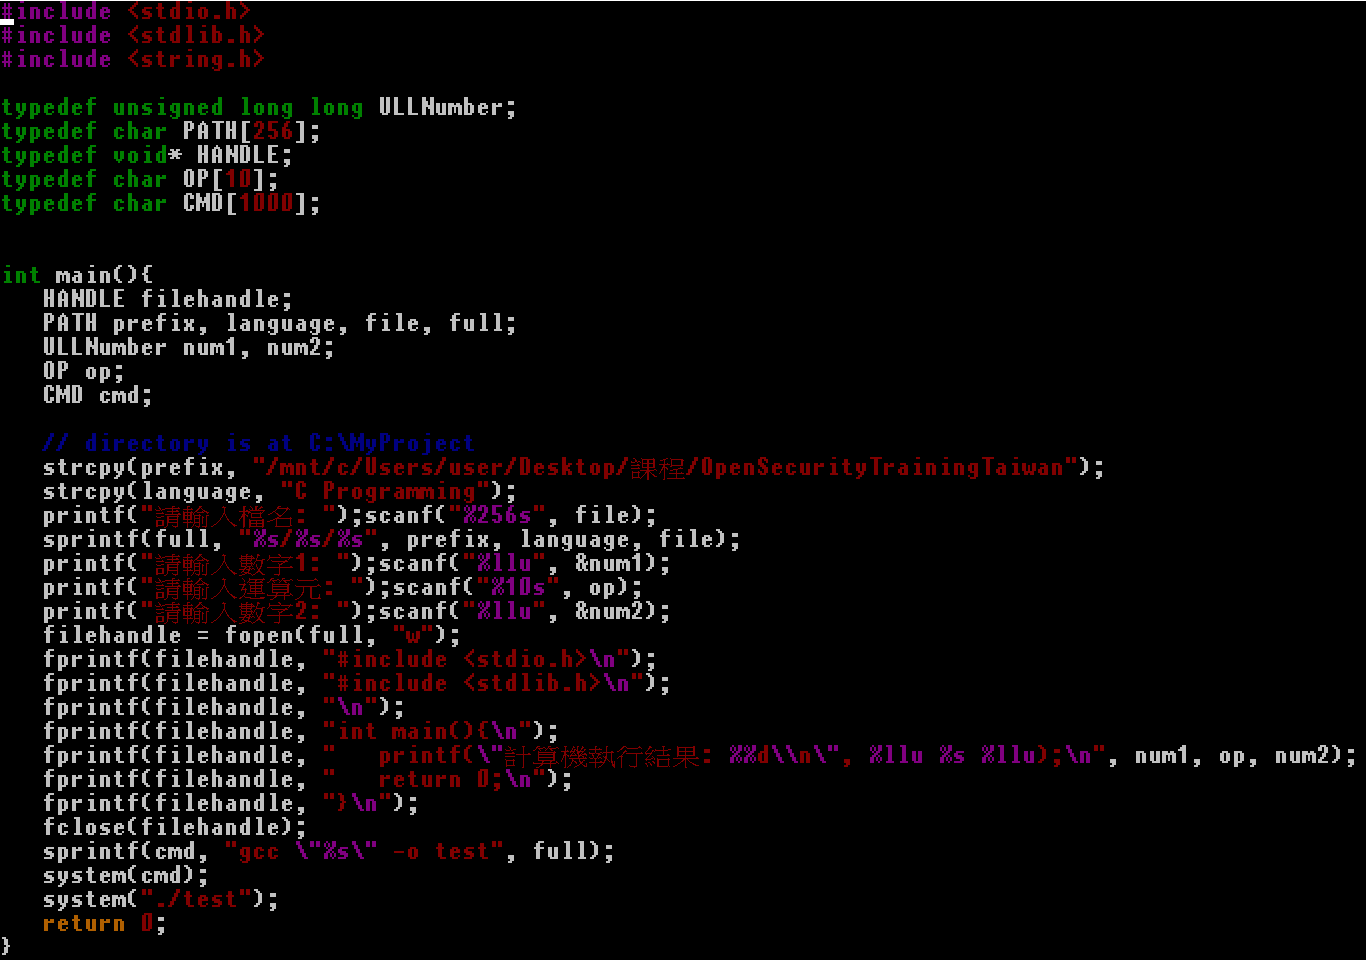 #include <stdio.h>
#include <stdlib.h>
#include <string.h>

typedef unsigned long long ULLNumber;
typedef char PATH[256];
typedef void* HANDLE;
typedef char OP[10];
typedef char CMD[1000];


int main(){
   HANDLE filehandle;
   PATH prefix, language, file, full;
   ULLNumber num1, num2;
   OP op;
   CMD cmd;

   // directory is at C:\MyProject
   strcpy(prefix, "/mnt/c/Users/user/Desktop/課程/OpenSecurityTrainingTaiwan");
   strcpy(language, "C Programming");
   printf("請輸入檔名: ");scanf("%256s", file);
   sprintf(full, "%s/%s/%s", prefix, language, file);
   printf("請輸入數字1: ");scanf("%llu", &num1);
   printf("請輸入運算元: ");scanf("%10s", op);
   printf("請輸入數字2: ");scanf("%llu", &num2);
   filehandle = fopen(full, "w");
   fprintf(filehandle, "#include <stdio.h>\n");
   fprintf(filehandle, "#include <stdlib.h>\n");
   fprintf(filehandle, "\n");
   fprintf(filehandle, "int main(){\n");
   fprintf(filehandle, "   printf(\"計算機執行結果: %%d\\n\", %llu %s %llu);\n", num1, op, num2);
   fprintf(filehandle, "   return 0;\n");
   fprintf(filehandle, "}\n");
   fclose(filehandle);
   sprintf(cmd, "gcc \"%s\" -o test", full);
   system(cmd);
   system("./test");
   return 0;
}